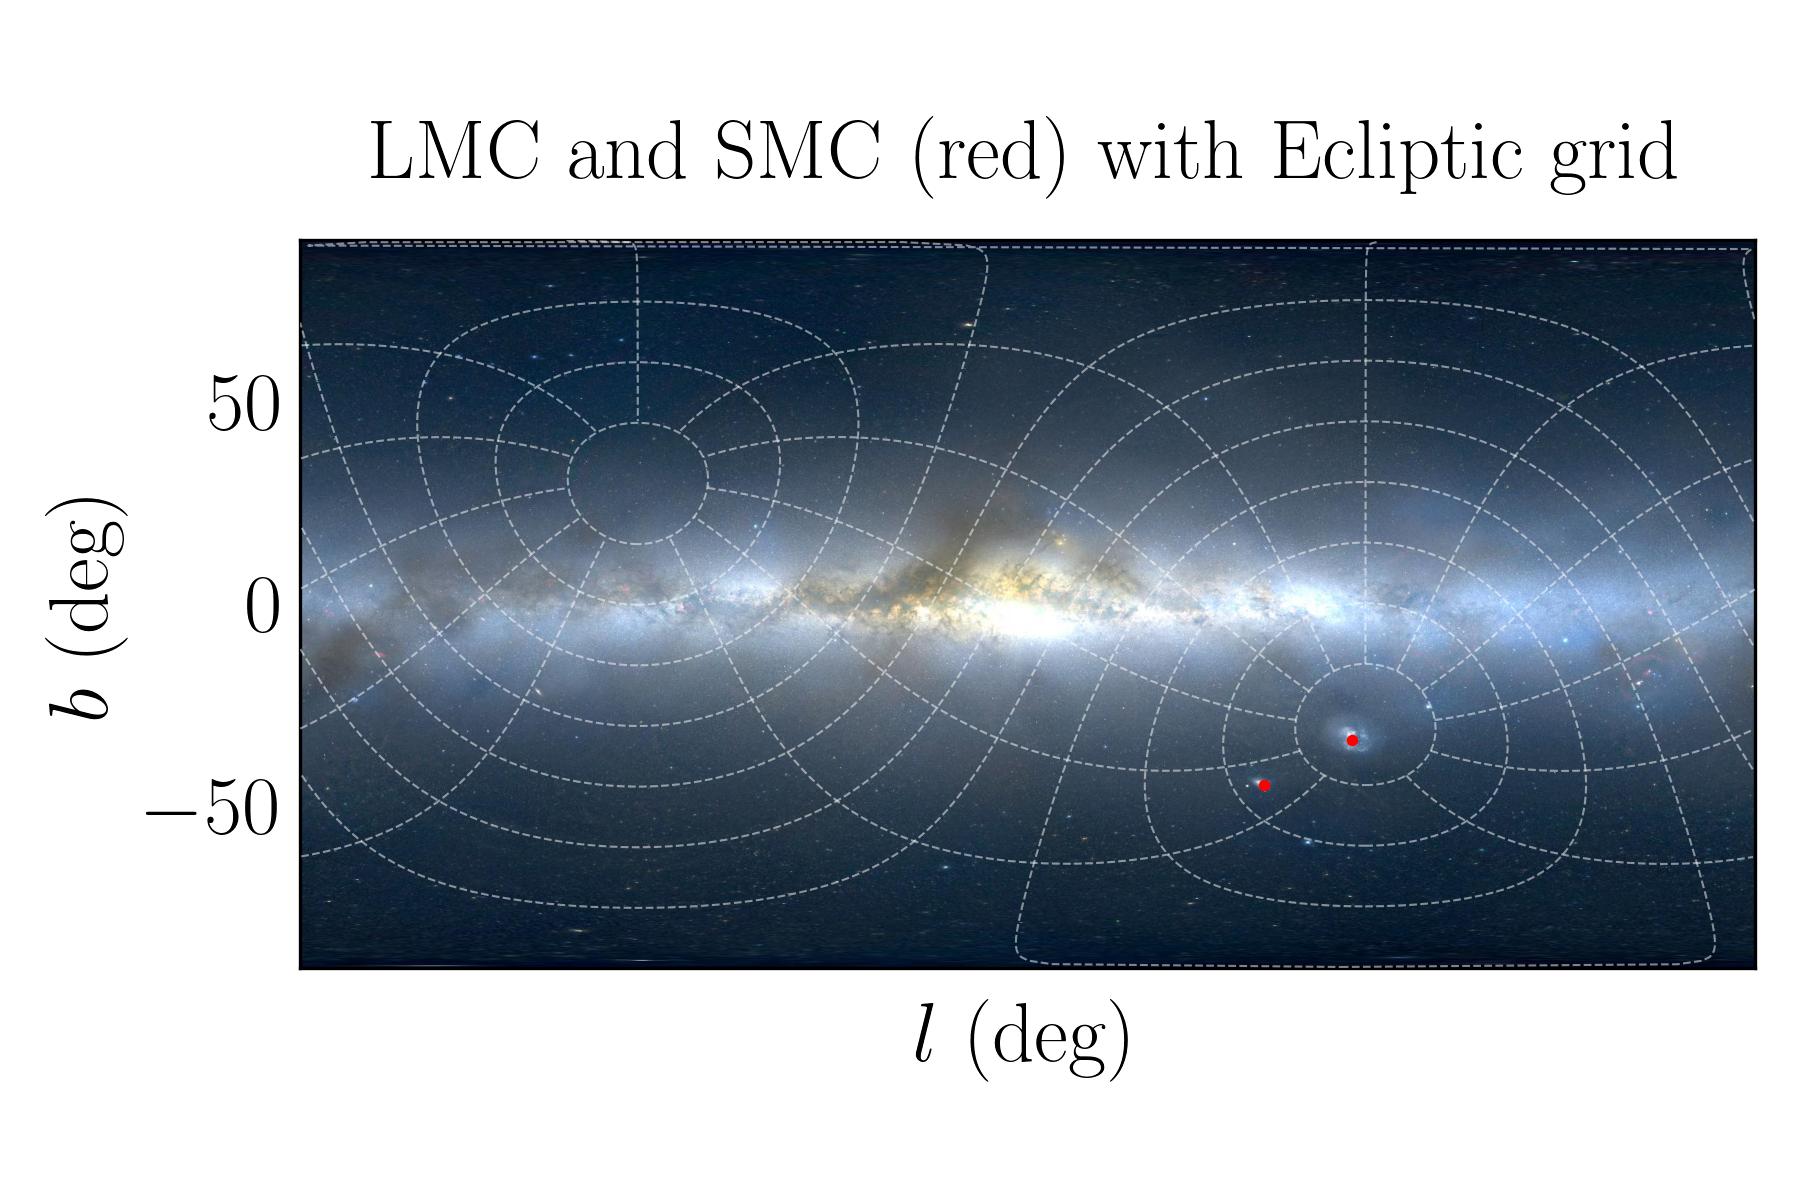 LMC and SMC (red) with Ecliptic grid
50
0
−50
b (deg)
l (deg)